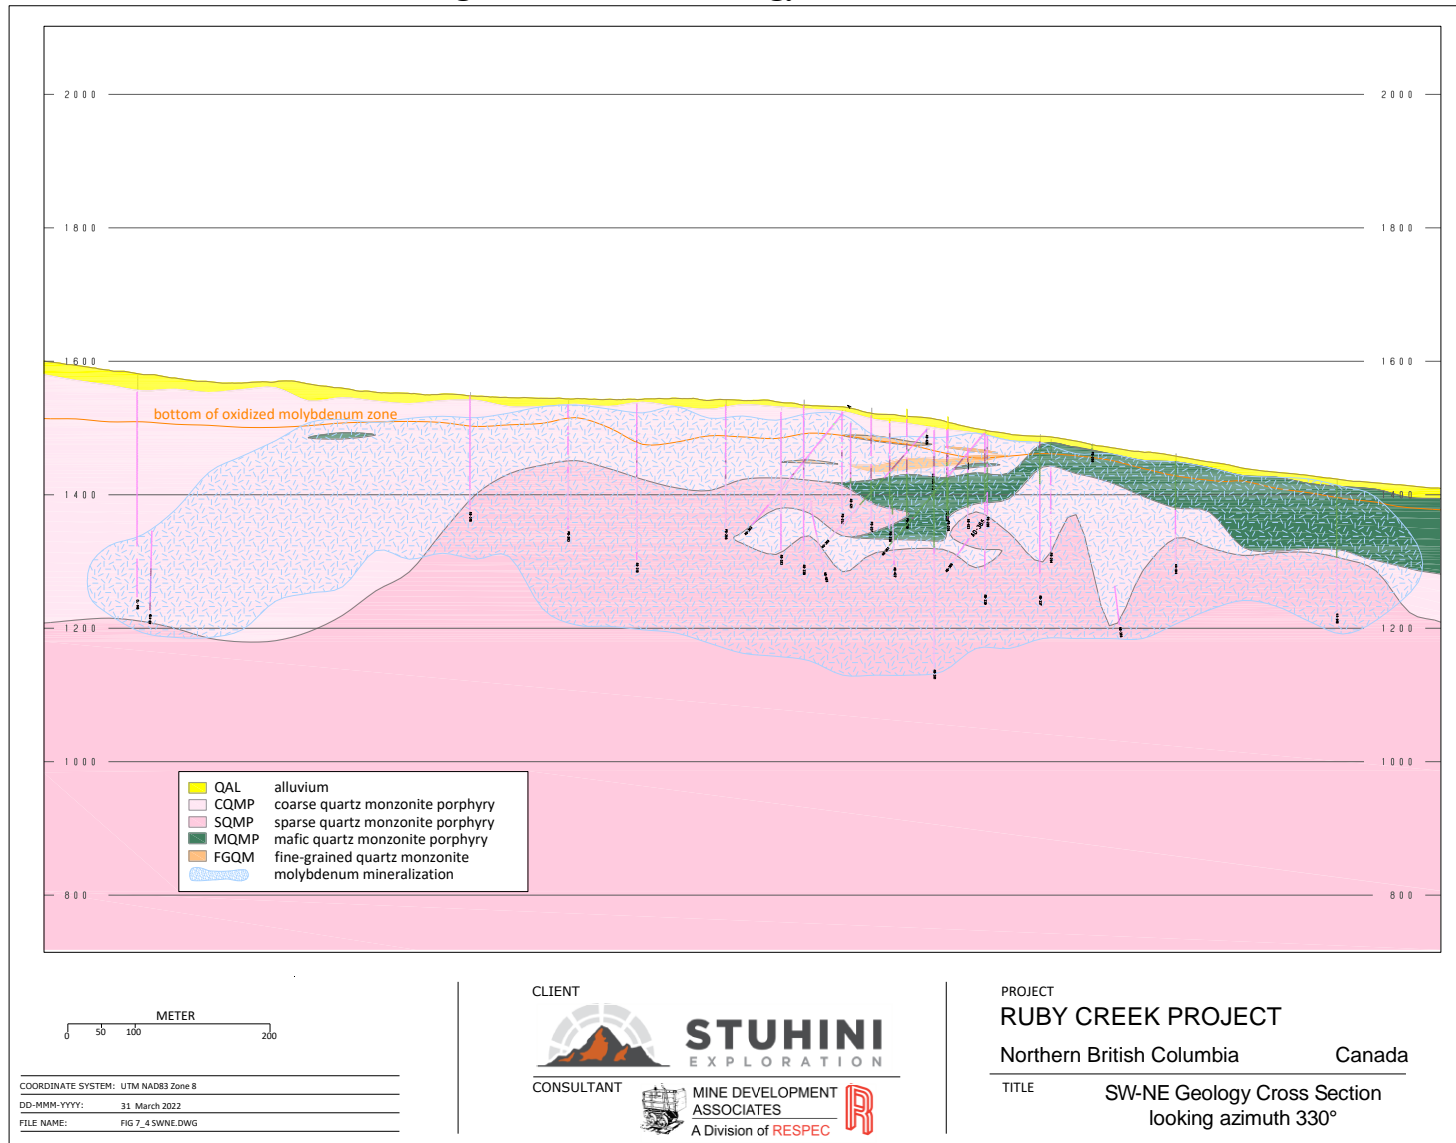 2000 2000
1800 1800
1600 1600
bottom of oxidized molybdenum zone
1400
1200 1200
1000 1000
QAL alluvium
CQMP coarse quartz monzonite porphyry
SQMP sparse quartz monzonite porphyry
MQMP mafic quartz monzonite porphyry
FGQM fine-grained quartz monzonite
molybdenum mineralization
800 800
METER
0 50 100 200
COORDINATE SYSTEM: UTM NAD83 Zone 8
DD-MMM-YYYY: 31 March 2022
FILE NAME: FIG 7_4 SWNE.DWG
CLIENT
STUHINI
EXPLORATION
CONSULTANT
MINE DEVELOPMENT
ASSOCIATES
A Division of RESPEC
PROJECT
RUBY CREEK PROJECT
Northern British Columbia Canada
TITLE
SW-NE Geology Cross Section
looking azimuth 330°